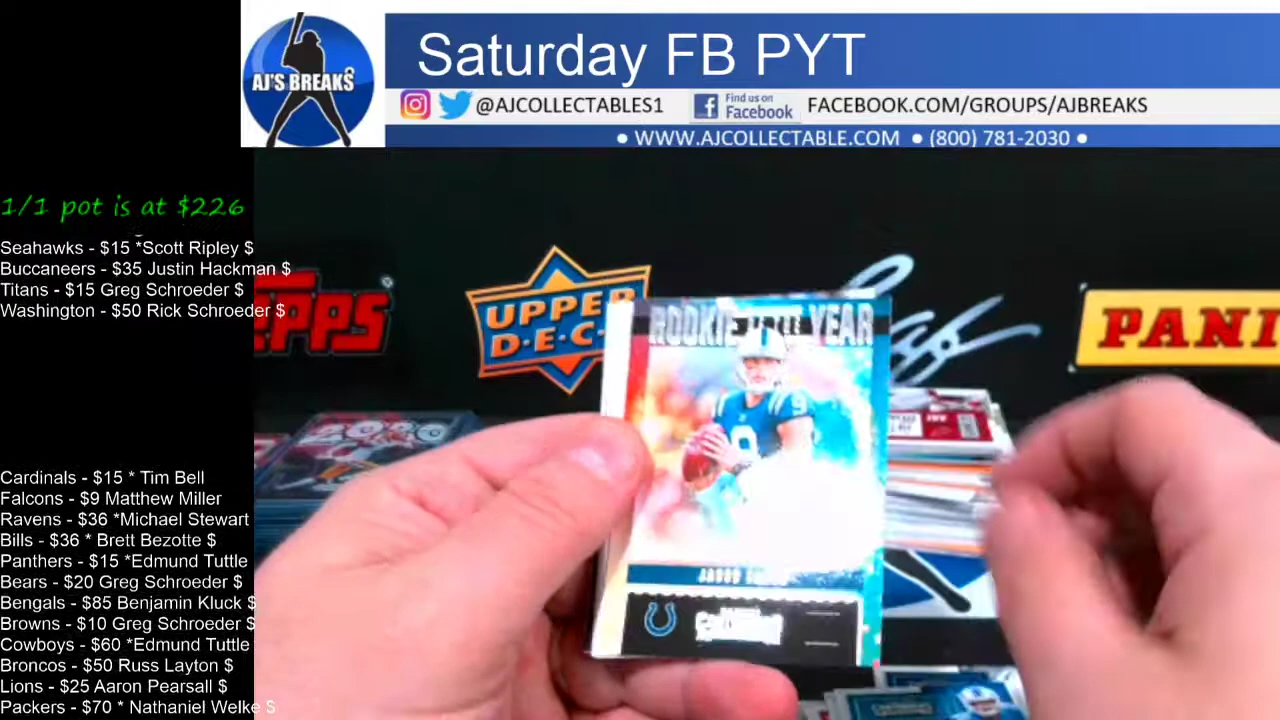 Saturday FB PYT
AJ'S BREAKS
@AJCOLLECTABLES1
Find us on
Facebook
FACEBOOK.COM/GROUPS/AJBREAKS
• WWW.AJCOLLECTABLE.COM • (800) 781-2030 •
1/1 pot is at $226
Seahawks - $15 *Scott Ripley $
Buccaneers - $35 Justin Hackman $
Titans - $15 Greg Schroeder $
Washington - $50 Rick Schroeder $
UPPER
D·E·C
PANI
ROOKIE YEAR
9
2020
Cardinals - $15 * Tim Bell
Falcons - $9 Matthew Miller
Ravens - $36 *Michael Stewart
Bills - $36 * Brett Bezotte $
Panthers - $15 *Edmund Tuttle
Bears - $20 Greg Schroeder $
Bengals - $85 Benjamin Kluck $
Browns - $10 Greg Schroeder $
Cowboys - $60 *Edmund Tuttle
Broncos - $50 Russ Layton $
Lions - $25 Aaron Pearsall $
Packers - $70 * Nathaniel Welke $